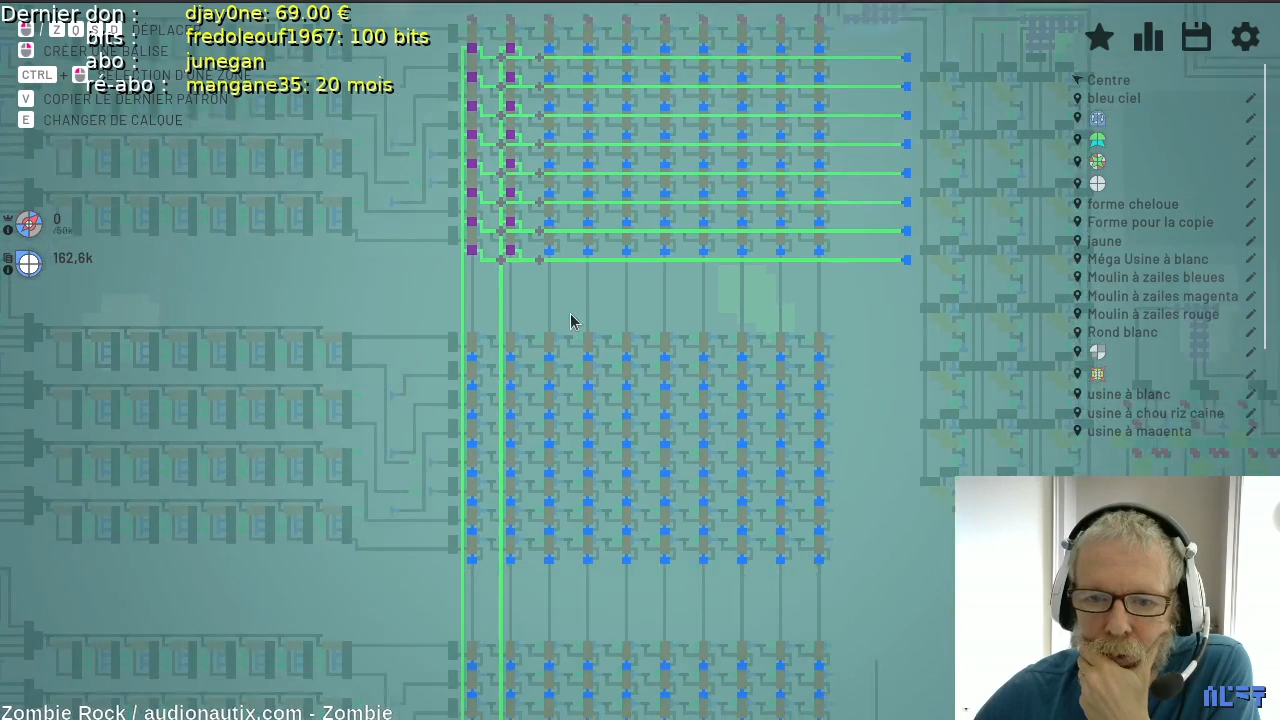 Dernier don : djay0ne: 69.00 €
/ Z Q S D DÉPLACE
bits : fredoleouf1967: 100 bits
CRÉER UNE BALISE
abo : junegan
CTRL + SÉLECTION D'UNE ZONE
ré-abo : mangane35: 20 mois
V COPIER LE DERNIER PATRON
E CHANGER DE CALQUE
0
/50k
162,6k
Centre
bleu ciel
forme cheloue
Forme pour la copie
jaune
Méga Usine à blanc
Moulin à zailes bleues
Moulin à zailes magenta
Moulin à zailes rouge
Rond blanc
usine à blanc
usine à chou riz caine
usine à magenta
Zombie Rock / audionautix.com - Zombie